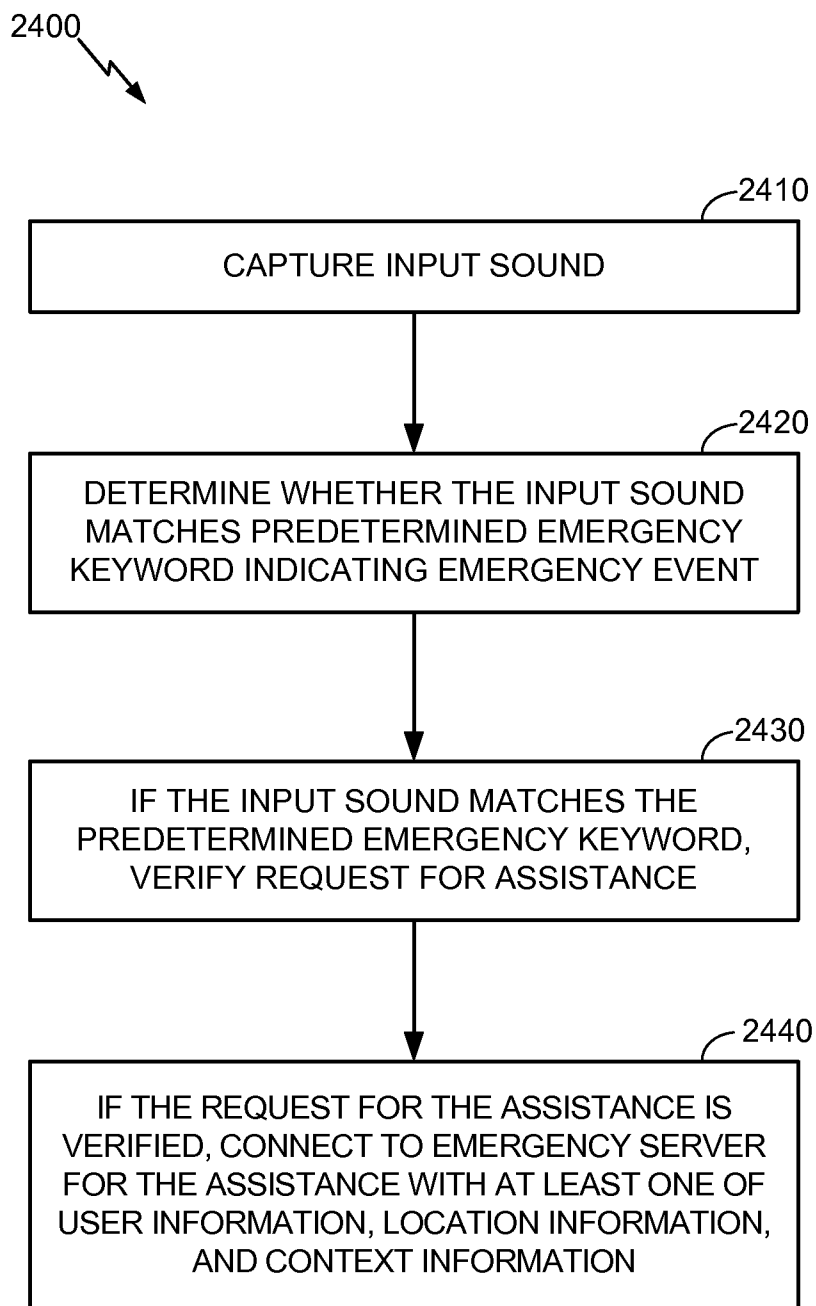 2400
2410
CAPTURE INPUT SOUND
2420
DETERMINE WHETHER THE INPUT SOUND
MATCHES PREDETERMINED EMERGENCY
KEYWORD INDICATING EMERGENCY EVENT
2430
IF THE INPUT SOUND MATCHES THE
PREDETERMINED EMERGENCY KEYWORD,
VERIFY REQUEST FOR ASSISTANCE
2440
IF THE REQUEST FOR THE ASSISTANCE IS
VERIFIED, CONNECT TO EMERGENCY SERVER
FOR THE ASSISTANCE WITH AT LEAST ONE OF
USER INFORMATION, LOCATION INFORMATION,
AND CONTEXT INFORMATION